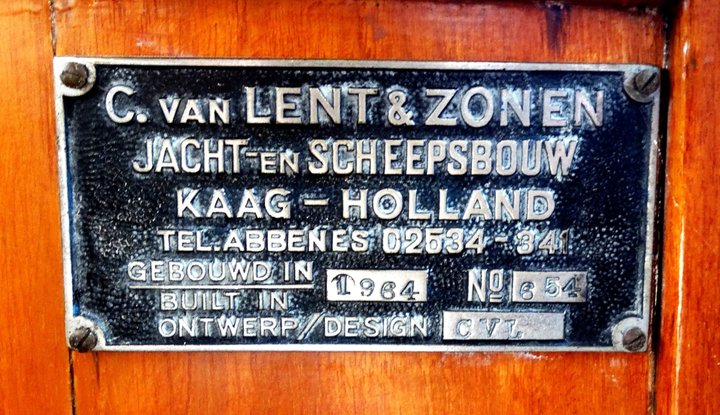 C. VAN LENT & ZONEN
JACHT-EN SCHEEPSBOUW
KAAG - HOLLAND
TEL. ABBENES 02534-341
GEBOUWD IN 1964 No 654
BUILT IN
ONTWERP//DESIGN CVL